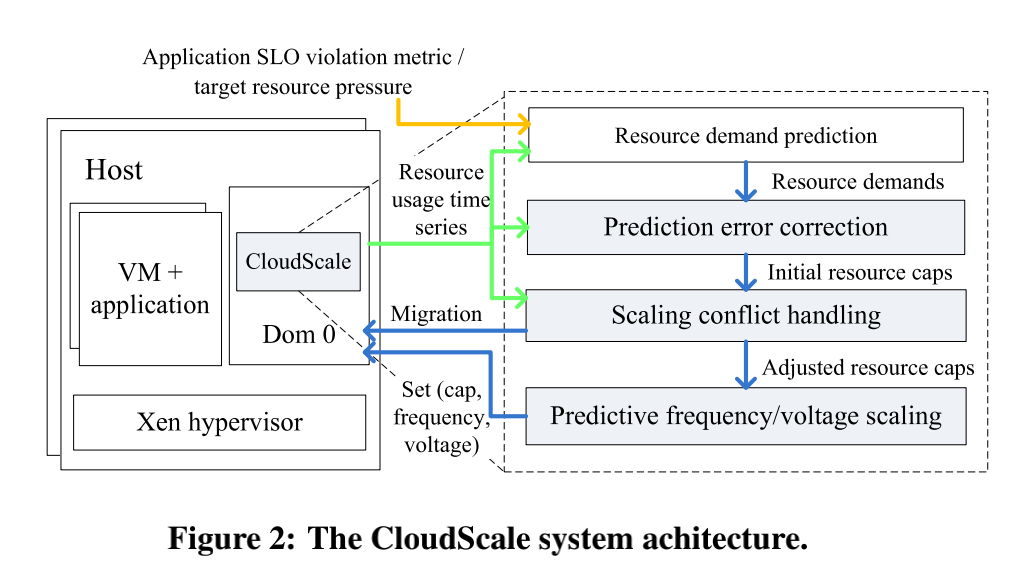 Application SLO violation metric /
target resource pressure
Host
VM +
application
CloudScale
Dom 0
Xen hypervisor
Resource
usage time
series
Migration
Set (cap,
frequency,
voltage)
Resource demand prediction
Resource demands
Prediction error correction
Initial resource caps
Scaling conflict handling
Adjusted resource caps
Predictive frequency/voltage scaling
Figure 2: The CloudScale system achitecture.